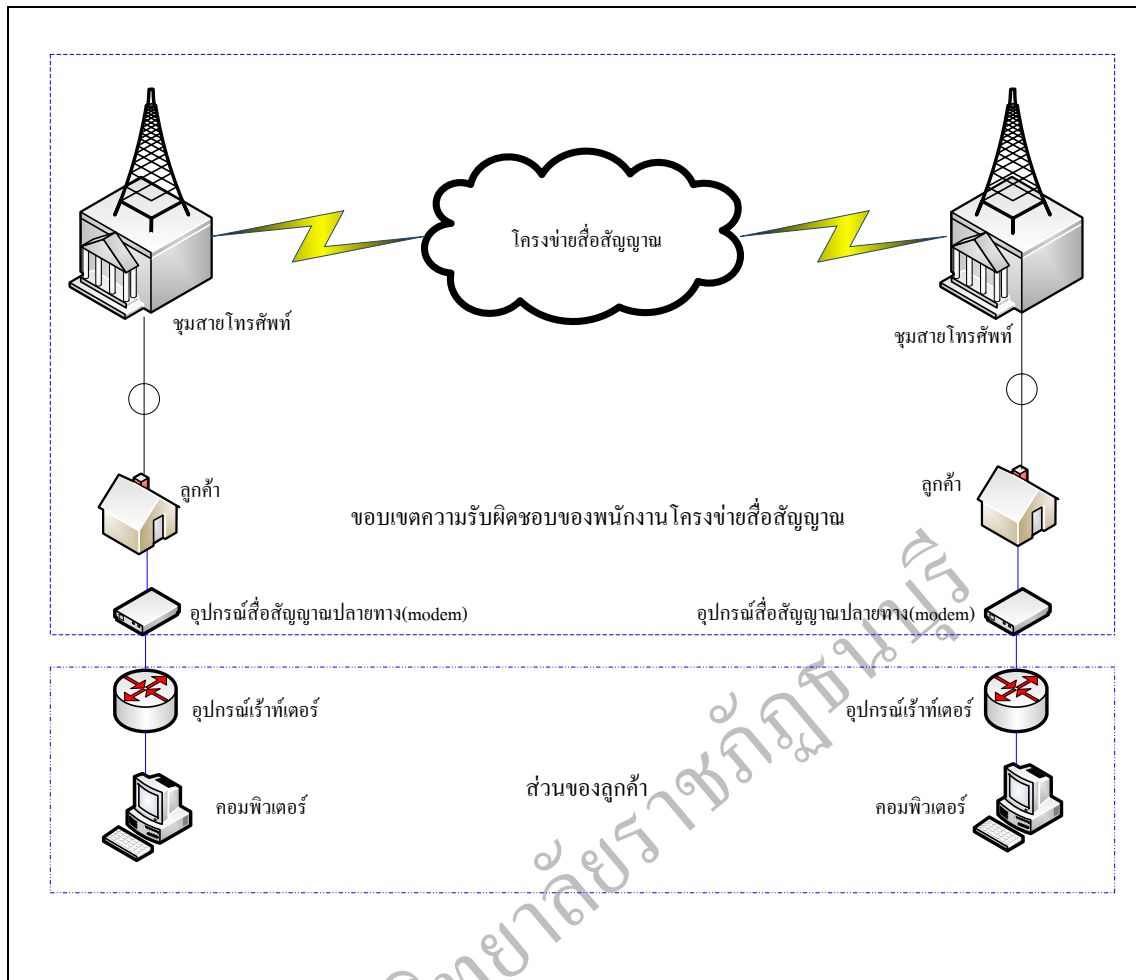 โครงข่ายสื่อสัญญาณ
ชุมสายโทรศัพท์
ชุมสายโทรศัพท์
ลูกค้า
ลูกค้า
ขอบเขตความรับผิดชอบของพนักงานโครงข่ายสื่อสัญญาณ
อุปกรณ์สื่อสัญญาณปลายทาง(modem)
อุปกรณ์สื่อสัญญาณปลายทาง(modem)
อุปกรณ์เร้าท์เตอร์
อุปกรณ์เร้าท์เตอร์
ส่วนของลูกค้า
คอมพิวเตอร์
คอมพิวเตอร์